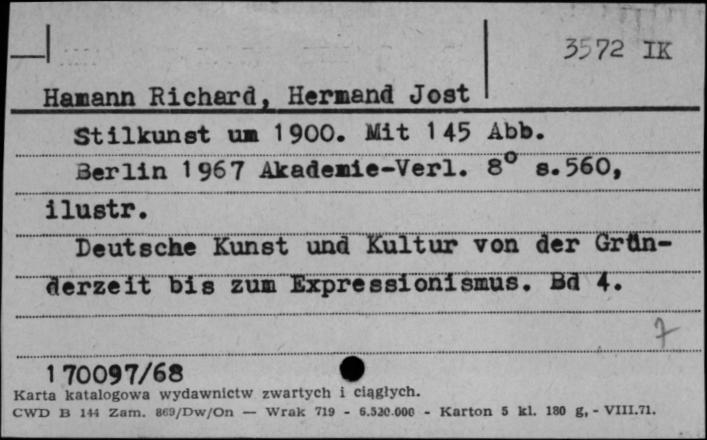 3572 IK
Hamann Richard, Hermand Jost
Stilkunst um 1900. Mit 145 Abb.
Berlin 1967 Akademie-Verl. 8° s.560,
ilustr.
Deutsche Kunst und Kultur von der Grün-
derzeit bis zum Expressionismus. Bd 4.
7
170097/68
Karta katalogowa wydawnictw zwartych i ciągłych.
CWD B 144 Zam. 869/Dw/On — Wrak 719 - 6.520.000 - Karton 5 kl. 180 g, - VIII.71.